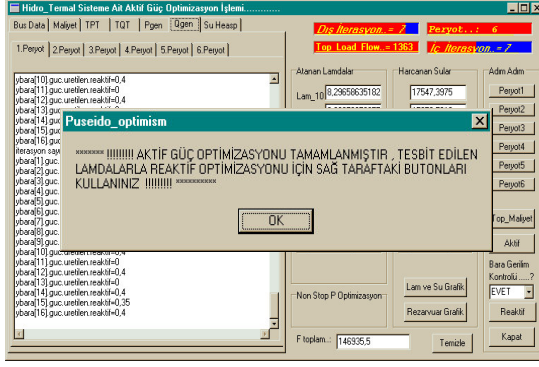 Hidro_Termal Sisteme Ait Aktif Güç Optimizasyon İşlemi.............
Bus Data Maliyet TPT TQT Pgen Qgen Su Hesap
Dış İterasyon..= 7 Peryot..: 6
Top Load Flow..= 1363 İç İterasyon..= 7
1.Peryot 2.Peryot 3.Peryot 4.Peryot 5.Peryot 6.Peryot
Atanan Lamdalar Harcanan Sular Adım Adım
ybara[10].guc.uretilen.reaktif=0,4
ybara[11].guc.uretilen.reaktif=0
ybara[12].guc.uretilen.reaktif=0,4
Lam_10 8,29658635182 17547,3975 Peryot1
Peryot2
Peryot3
Peryot4
Peryot5
Peryot6
Puseido_optimism
******* !!!!!!!!! AKTİF GÜÇ OPTİMİZASYONU TAMAMLANMIŞTIR , TESBİT EDİLEN
LAMDALARLA REAKTİF OPTİMİZASYONU İÇİN SAĞ TARAFTAKİ BUTONLARI
KULLANINIZ !!!!!!!!! **********
OK
Top_Maliyet
Aktif
ybara[10].guc.uretilen.reaktif=0,4
ybara[11].guc.uretilen.reaktif=0
ybara[12].guc.uretilen.reaktif=0,4
ybara[13].guc.uretilen.reaktif=0
ybara[14].guc.uretilen.reaktif=0,4
ybara[15].guc.uretilen.reaktif=0,35
ybara[16].guc.uretilen.reaktif=0,4
Bara Gerilim
Kontrolü .....?
EVET
Non Stop P Optimizasyon
Lam ve Su Grafik
Rezarvuar Grafik
Reaktif
F toplam..: 146935,5 Temizle Kapat